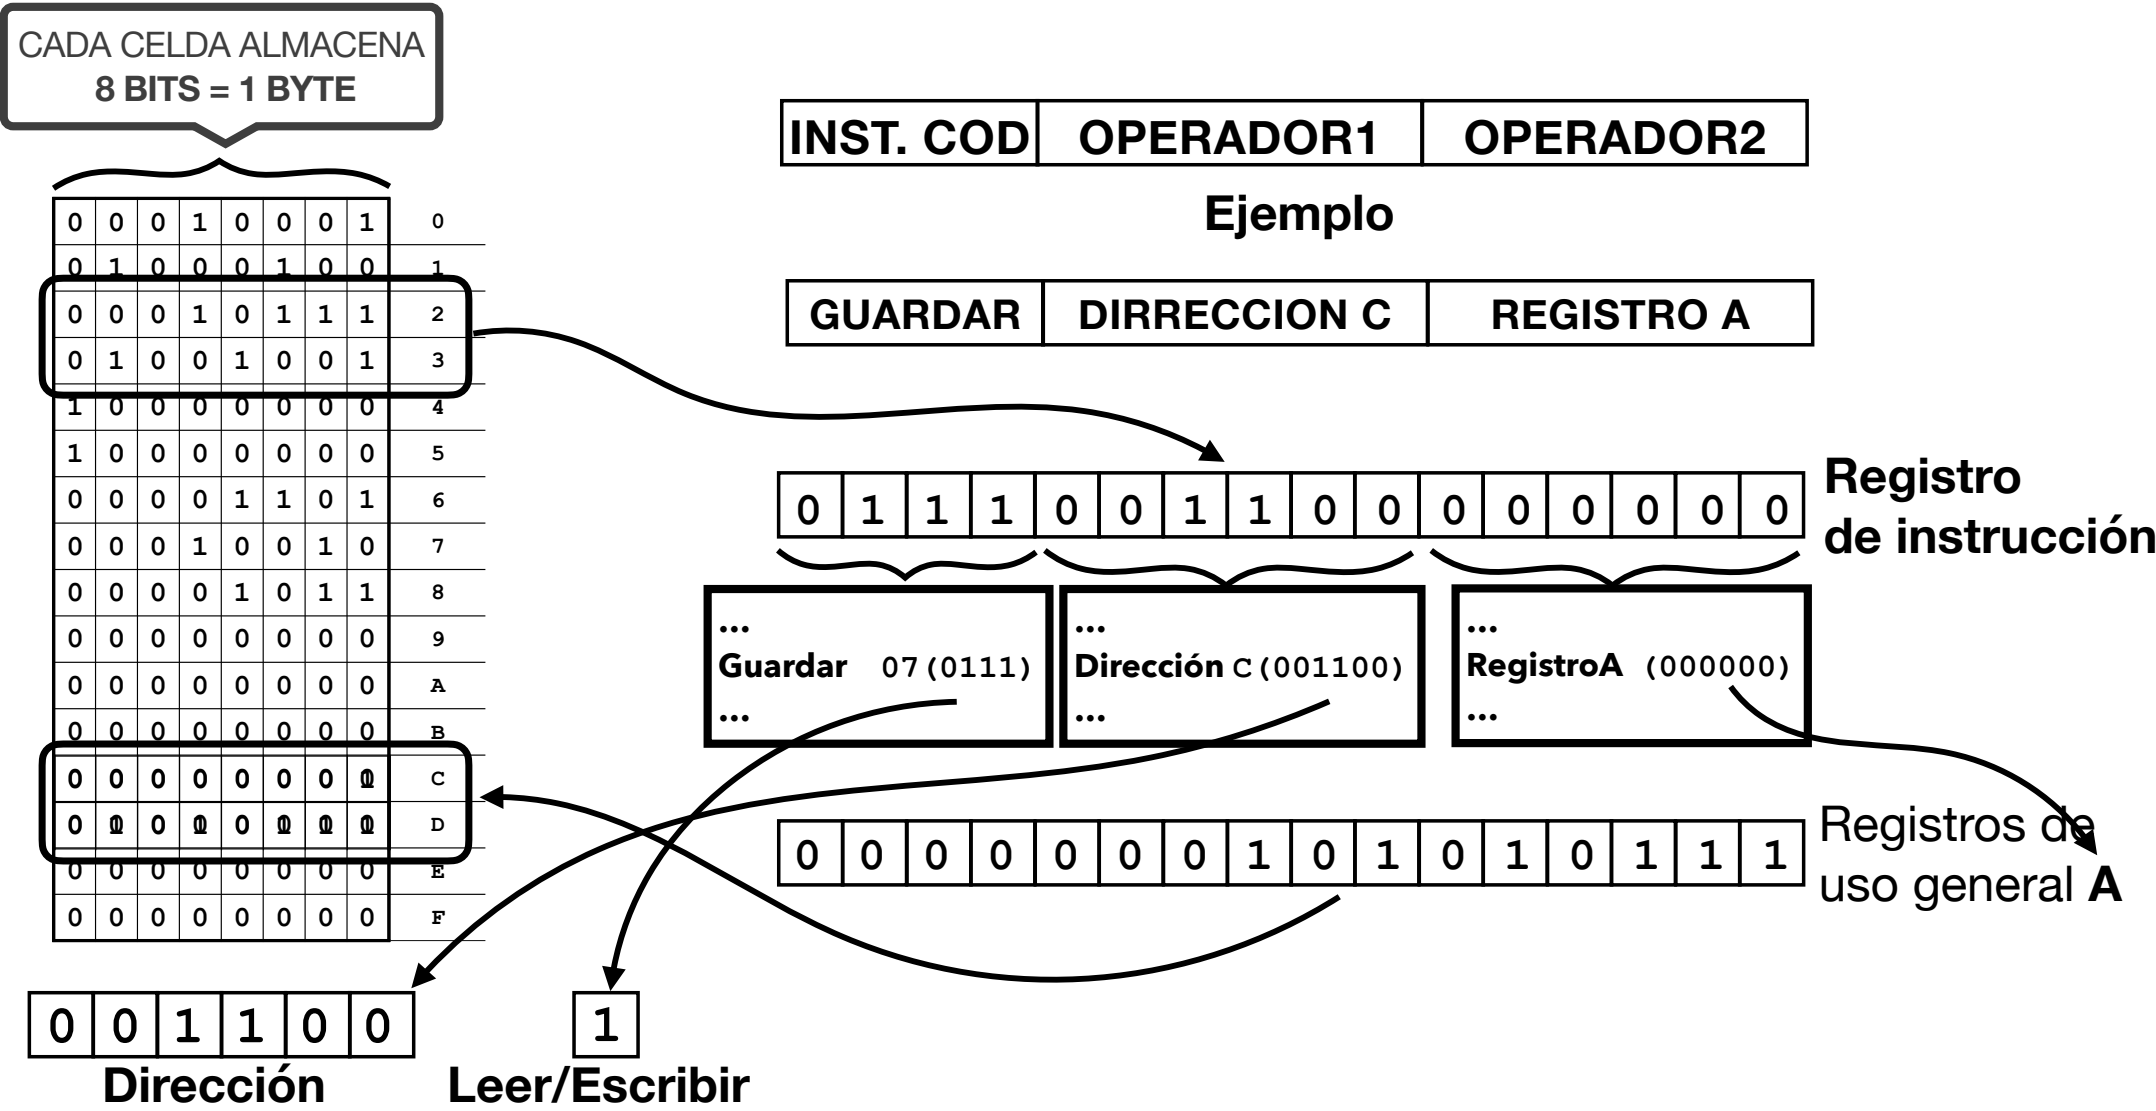 CADA CELDA ALMACENA
8 BITS = 1 BYTE
INST. COD OPERADOR1 OPERADOR2
Ejemplo
GUARDAR DIRRECCION C REGISTRO A
0 0 0 1 0 0 0 1 0
0 1 0 0 0 1 0 0 1
0 0 0 1 0 1 1 1 2
0 1 0 0 1 0 0 1 3
1 0 0 0 0 0 0 0 4
1 0 0 0 0 0 0 0 5
0 0 0 0 1 1 0 1 6
0 0 0 1 0 0 1 0 7
0 0 0 0 1 0 1 1 8
0 0 0 0 0 0 0 0 9
0 0 0 0 0 0 0 0 A
0 0 0 0 0 0 0 0 B
0 0 0 0 0 0 0 C
0 0 0 D
0 0 0 0 0 0 0 0 E
0 0 0 0 0 0 0 0 F
0 1 1 1 0 0 1 1 0 0 0 0 0 0 0 0
Registro
de instrucción
...
Guardar 07(0111)
...
...
Dirección C(001100)
...
...
RegistroA (000000)
...
0 0 0 0 0 0 0 1 0 1 0 1 0 1 1 1
Registros de
uso general A
0 0 1 1 0 0
Dirección
1
Leer/Escribir